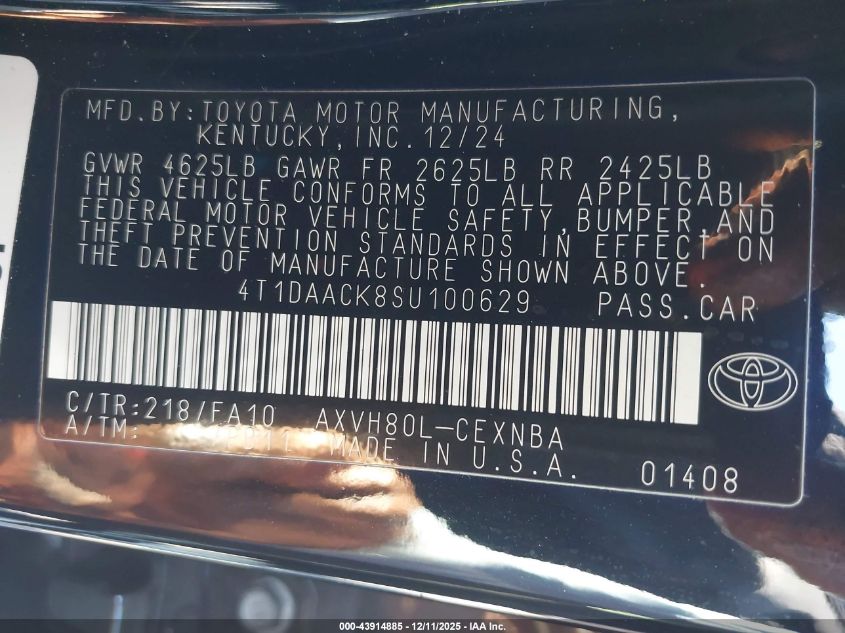 MFD.BY:TOYOTA MOTOR MANUFACTURING,
KENTUCKY,INC.12/24
GVWR 4625LB GAWR FR 2625LB RR 2425LB
THIS VEHICLE CONFORMS TO ALL APPLICABLE
FEDERAL MOTOR VEHICLE SAFETY,BUMPER,AND
THEFT PREVENTION STANDARDS IN EFFECT ON
THE DATE OF MANUFACTURE SHOWN ABOVE.
4T1DAACK8SU100629 PASS.CAR
C/TR:218/FA10 AXVH80L-CEXNBA
A/TM: MADE IN U.S.A. 01408
000-43914885 - 12/11/2025 - IAA Inc.